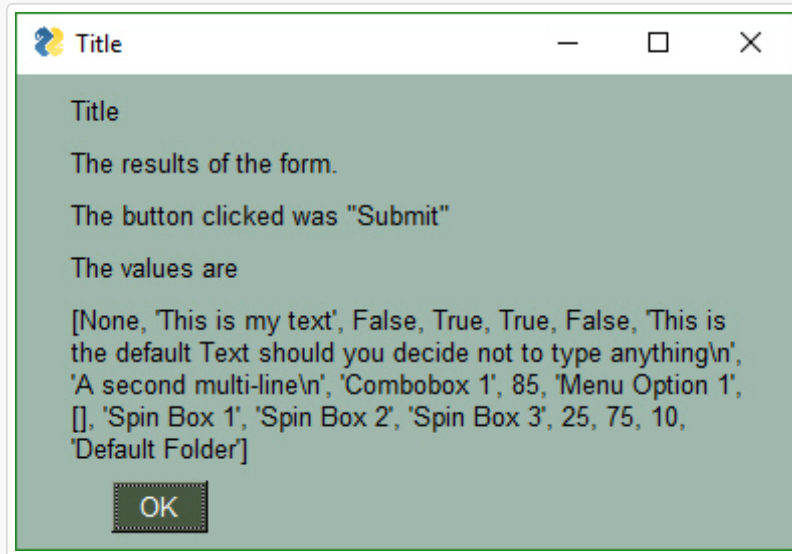 Title
Title
The results of the form.
The button clicked was "Submit"
The values are
[None, 'This is my text', False, True, True, False, 'This is
the default Text should you decide not to type anything\n',
'A second multi-line\n', 'Combobox 1', 85, 'Menu Option 1',
[], 'Spin Box 1', 'Spin Box 2', 'Spin Box 3', 25, 75, 10,
'Default Folder']
OK